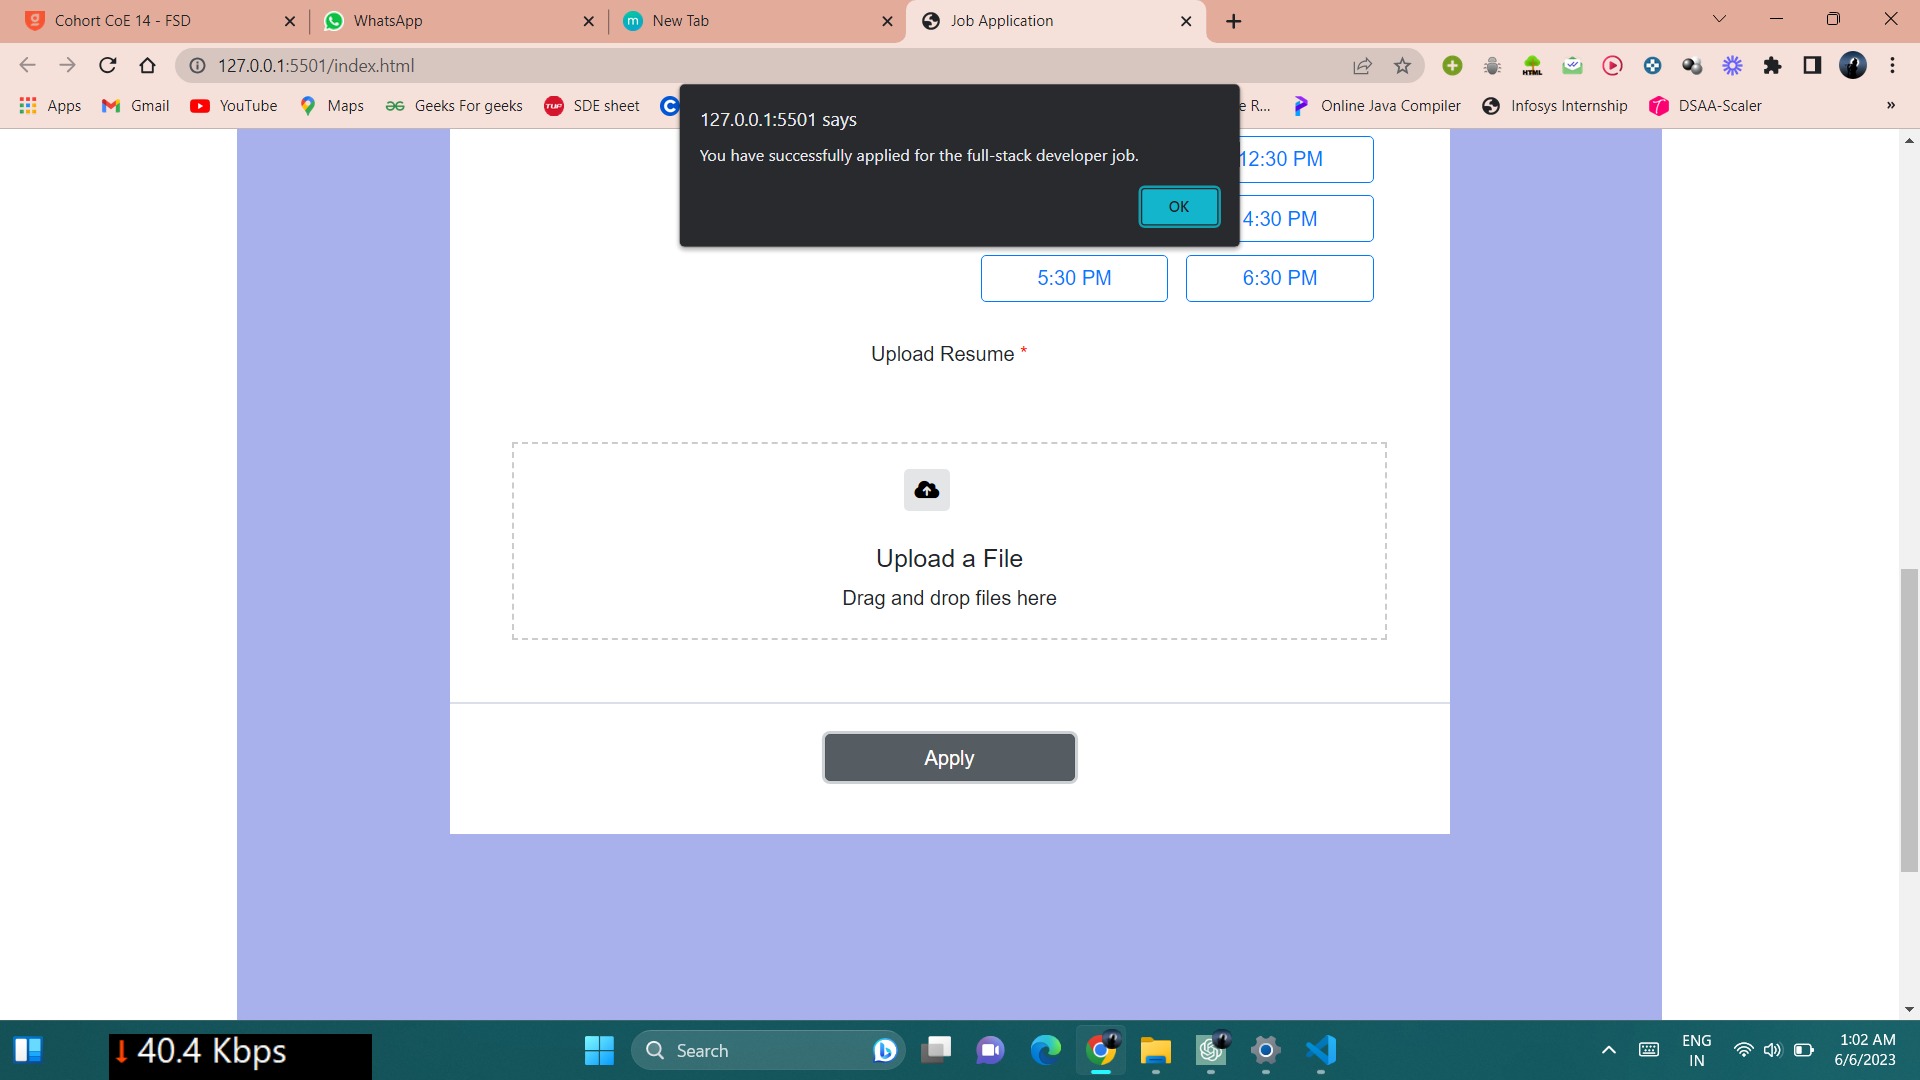 Cohort CoE 14 - FSD
WhatsApp
New Tab
Job Application
127.0.0.1:5501/index.html
Apps
Gmail
YouTube
Maps
Geeks For geeks
SDE sheet
e R...
Online Java Compiler
Infosys Internship
DSAA-Scaler
»
127.0.0.1:5501 says
You have successfully applied for the full-stack developer job.
OK
12:30 PM
4:30 PM
5:30 PM
6:30 PM
Upload Resume *
Upload a File
Drag and drop files here
Apply
40.4 Kbps
Search
ENG
IN
1:02 AM
6/6/2023